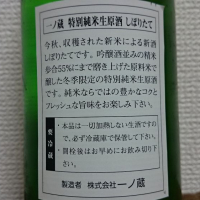 一ノ蔵 特別純米生原酒 しぼりたて
今秋、収穫された新米による新酒
しぼりたてです。吟醸酒並みの精米
歩合55%にまで磨き上げた原料米で
醸した冬季限定の特別純米生原酒
です。純米ならではの豊かなコクと
フレッシュな旨味をお楽しみ下さい。
要冷蔵
・本品は一切加熱しない生酒ですの
で、必ず冷蔵庫で保管して下さい。
・開栓後はお早めにお飲み切り下さ
い。
製造者 株式会社一ノ蔵